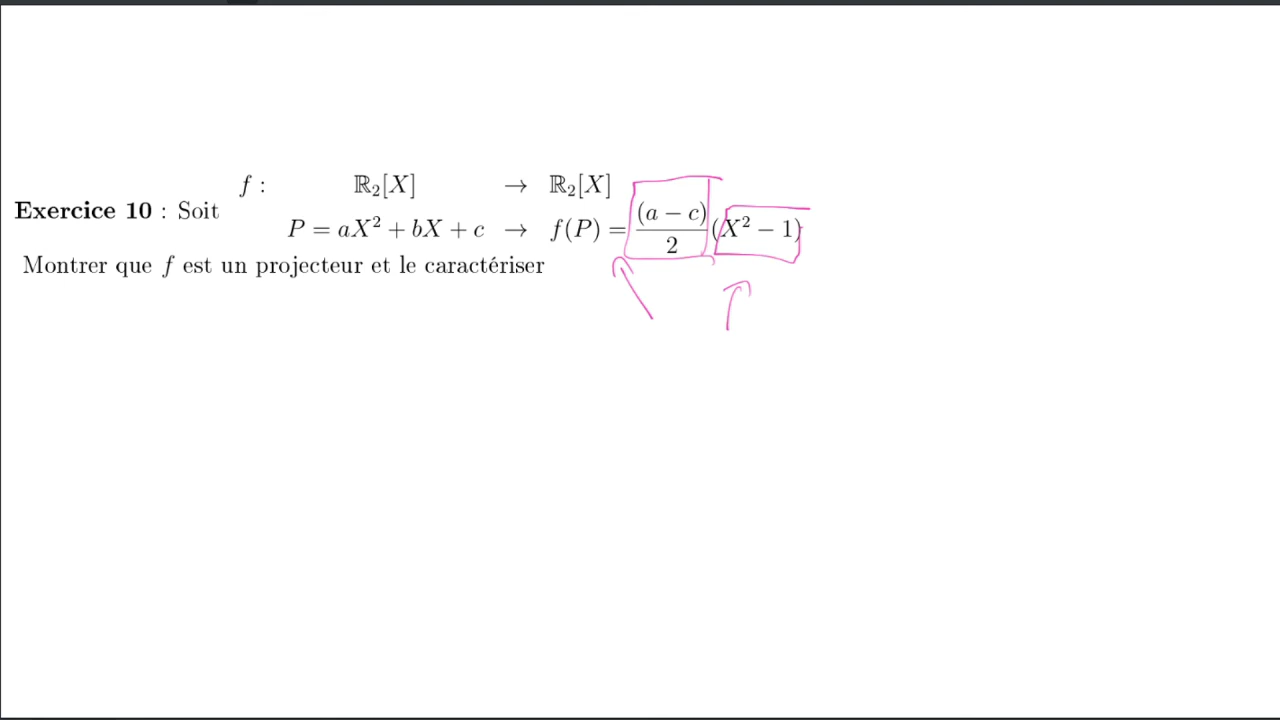 f : ℝ₂[X] → ℝ₂[X]
Exercice 10 : Soit
P = aX² + bX + c → f(P) = (a − c)/2 (X² − 1)
Montrer que f est un projecteur et le caractériser